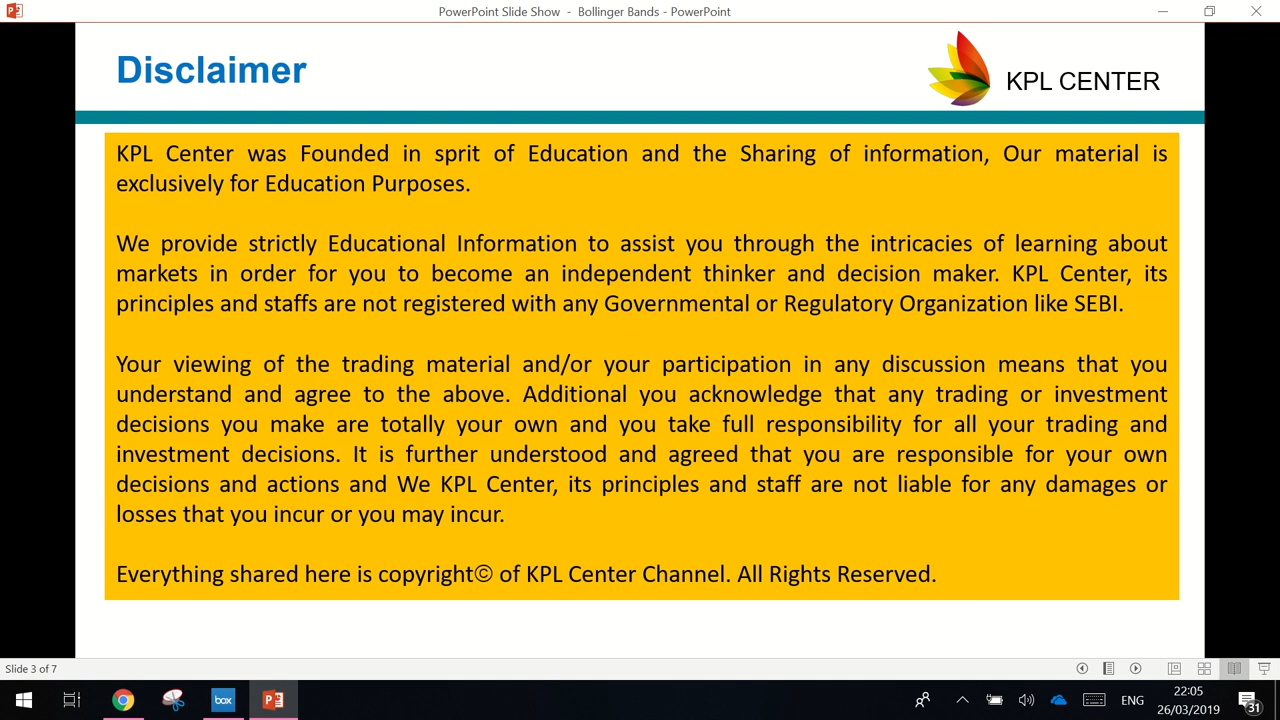 PowerPoint Slide Show - Bollinger Bands - PowerPoint
Disclaimer
KPL CENTER
KPL Center was Founded in sprit of Education and the Sharing of information, Our material is
exclusively for Education Purposes.
We provide strictly Educational Information to assist you through the intricacies of learning about
markets in order for you to become an independent thinker and decision maker. KPL Center, its
principles and staffs are not registered with any Governmental or Regulatory Organization like SEBI.
Your viewing of the trading material and/or your participation in any discussion means that you
understand and agree to the above. Additional you acknowledge that any trading or investment
decisions you make are totally your own and you take full responsibility for all your trading and
investment decisions. It is further understood and agreed that you are responsible for your own
decisions and actions and We KPL Center, its principles and staff are not liable for any damages or
losses that you incur or you may incur.
Everything shared here is copyright© of KPL Center Channel. All Rights Reserved.
Slide 3 of 7
box
ENG
22:05
26/03/2019
31